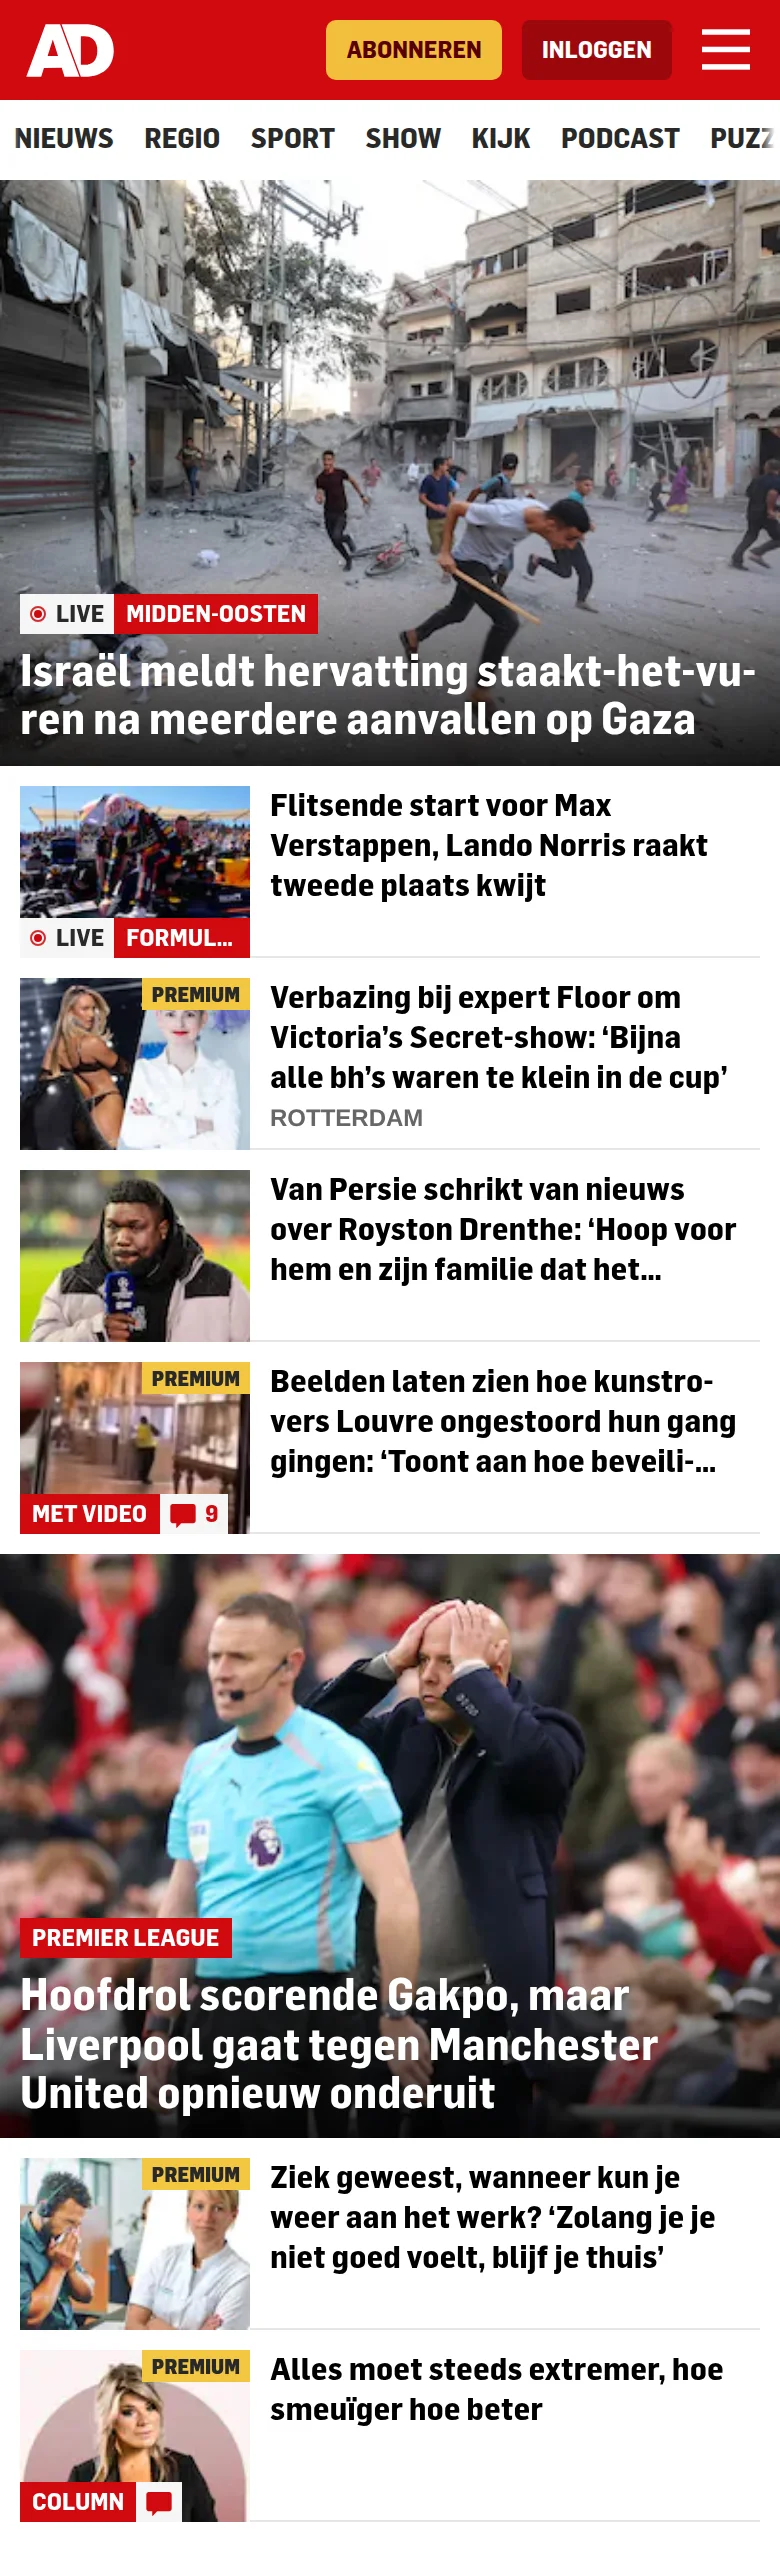 AD
ABONNEREN
INLOGGEN
NIEUWS REGIO SPORT SHOW KIJK PODCAST PUZZ
LIVE MIDDEN-OOSTEN
Israël meldt hervatting staakt-het-vu-
ren na meerdere aanvallen op Gaza
Flitsende start voor Max
Verstappen, Lando Norris raakt
tweede plaats kwijt
LIVE FORMUL...
PREMIUM
Verbazing bij expert Floor om
Victoria's Secret-show: ‘Bijna
alle bh's waren te klein in de cup’
ROTTERDAM
Van Persie schrikt van nieuws
over Royston Drenthe: ‘Hoop voor
hem en zijn familie dat het...
PREMIUM
Beelden laten zien hoe kunstro-
vers Louvre ongestoord hun gang
gingen: ‘Toont aan hoe beveili-...
MET VIDEO 9
PREMIER LEAGUE
Hoofdrol scorende Gakpo, maar
Liverpool gaat tegen Manchester
United opnieuw onderuit
PREMIUM
Ziek geweest, wanneer kun je
weer aan het werk? ‘Zolang je je
niet goed voelt, blijf je thuis’
PREMIUM
Alles moet steeds extremer, hoe
smeuïger hoe beter
COLUMN